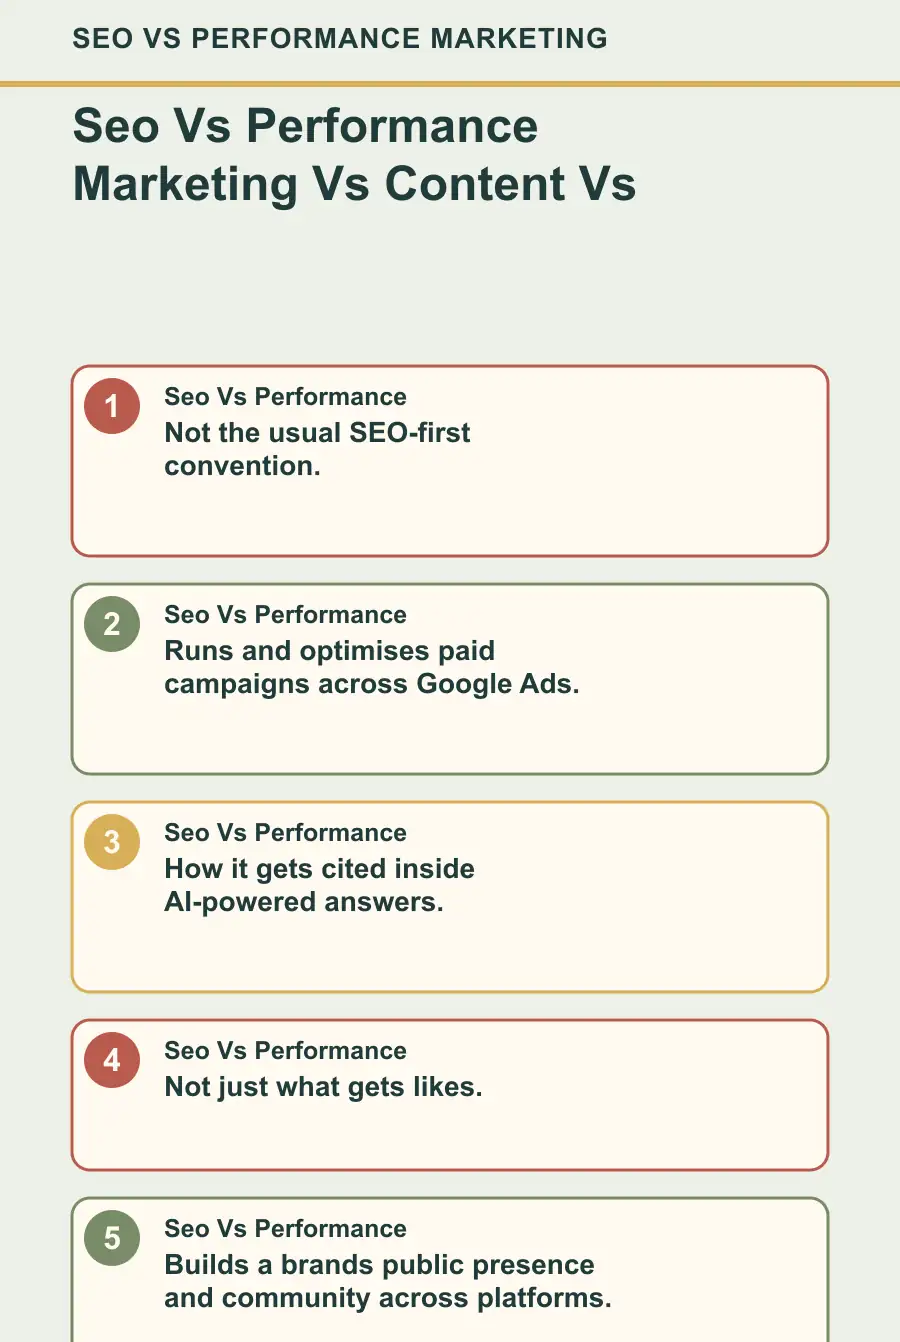 SEO VS PERFORMANCE MARKETING
Seo Vs Performance
Marketing Vs Content Vs
1
Seo Vs Performance
Not the usual SEO-first
convention.
2
Seo Vs Performance
Runs and optimises paid
campaigns across Google Ads.
3
Seo Vs Performance
How it gets cited inside
AI-powered answers.
4
Seo Vs Performance
Not just what gets likes.
5
Seo Vs Performance
Builds a brands public presence
and community across platforms.